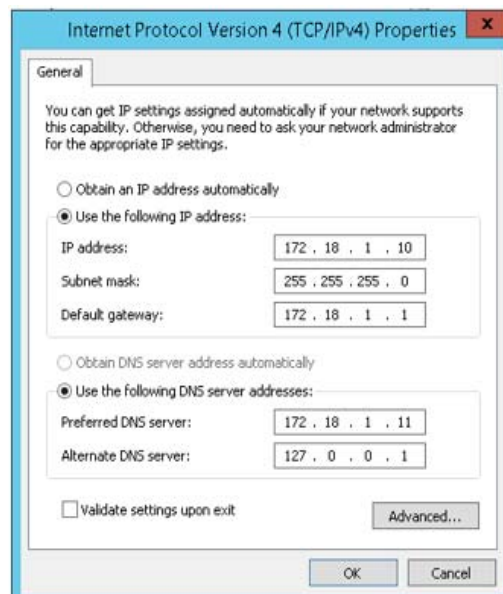 Internet Protocol Version 4 (TCP/IPv4) Properties x
General
You can get IP settings assigned automatically if your network supports
this capability. Otherwise, you need to ask your network administrator
for the appropriate IP settings.
Obtain an IP address automatically
Use the following IP address:
IP address: 172 . 18 . 1 . 10
Subnet mask: 255 . 255 . 255 . 0
Default gateway: 172 . 18 . 1 . 1
Obtain DNS server address automatically
Use the following DNS server addresses:
Preferred DNS server: 172 . 18 . 1 . 11
Alternate DNS server: 127 . 0 . 0 . 1
Validate settings upon exit
Advanced...
OK Cancel